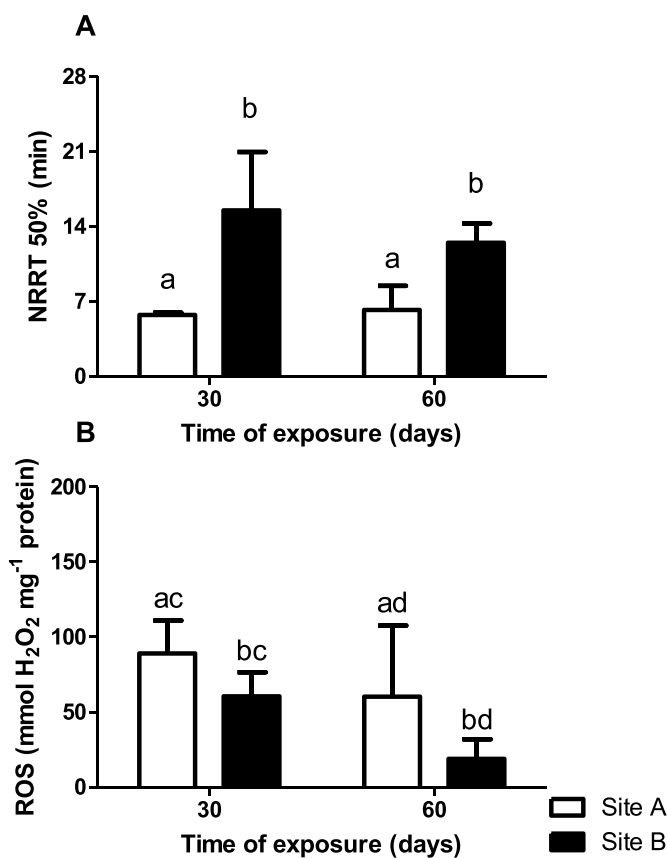 A
28
21
14
7
0
NRRT 50% (min)
a
b
a
b
30
60
Time of exposure (days)
B
200
150
100
50
0
ROS (mmol H₂O₂ mg⁻¹ protein)
ac
bc
ad
bd
30
60
Time of exposure (days)
Site A
Site B